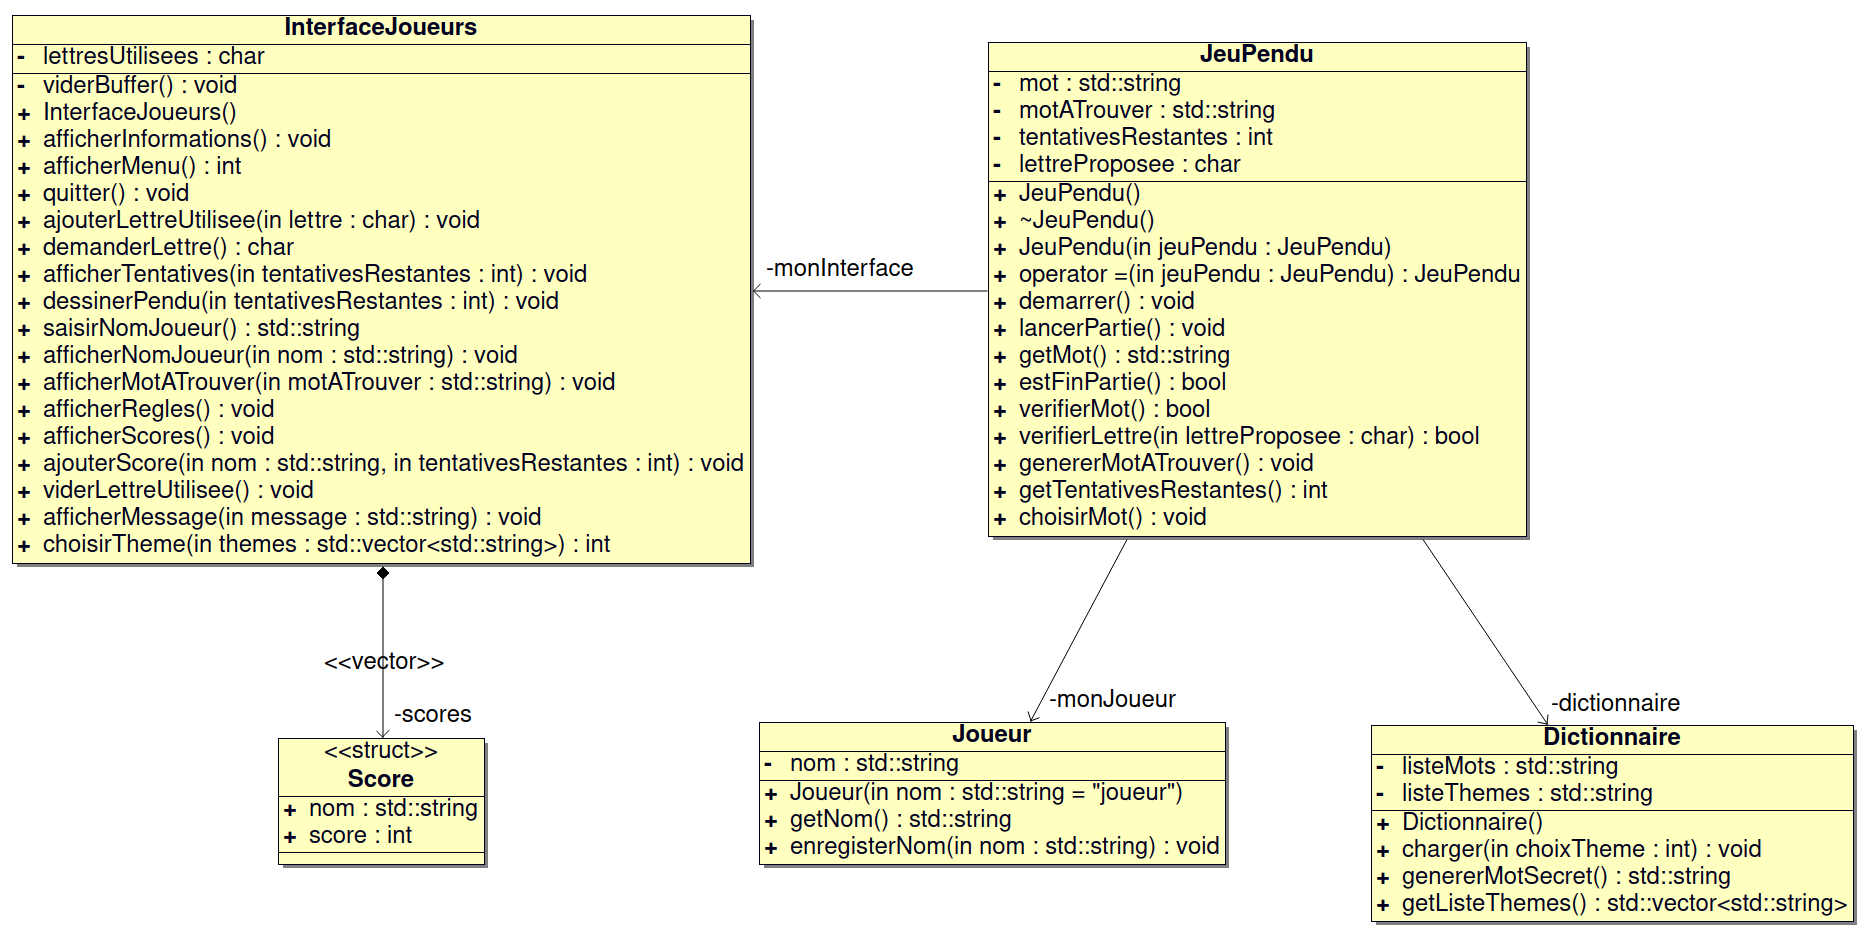 InterfaceJoueurs
- lettresUtilisees : char
- viderBuffer() : void
+ InterfaceJoueurs()
+ afficherInformations() : void
+ afficherMenu() : int
+ quitter() : void
+ ajouterLettreUtilisee(in lettre : char) : void
+ demanderLettre() : char
+ afficherTentatives(in tentativesRestantes : int) : void
+ dessinerPendu(in tentativesRestantes : int) : void
+ saisirNomJoueur() : std::string
+ afficherNomJoueur(in nom : std::string) : void
+ afficherMotATrouver(in motATrouver : std::string) : void
+ afficherRegles() : void
+ afficherScores() : void
+ ajouterScore(in nom : std::string, in tentativesRestantes : int) : void
+ viderLettreUtilisee() : void
+ afficherMessage(in message : std::string) : void
+ choisirTheme(in themes : std::vector<std::string>) : int
-monInterface
JeuPendu
- mot : std::string
- motATrouver : std::string
- tentativesRestantes : int
- lettreProposee : char
+ JeuPendu()
+ ~JeuPendu()
+ JeuPendu(in jeuPendu : JeuPendu)
+ operator =(in jeuPendu : JeuPendu) : JeuPendu
+ demarrer() : void
+ lancerPartie() : void
+ getMot() : std::string
+ estFinPartie() : bool
+ verifierMot() : bool
+ verifierLettre(in lettreProposee : char) : bool
+ genererMotATrouver() : void
+ getTentativesRestantes() : int
+ choisirMot() : void
<<vector>>
-scores
<<struct>>
Score
+ nom : std::string
+ score : int
-monJoueur
Joueur
- nom : std::string
+ Joueur(in nom : std::string = "joueur")
+ getNom() : std::string
+ enregisterNom(in nom : std::string) : void
-dictionnaire
Dictionnaire
- listeMots : std::string
- listeThemes : std::string
+ Dictionnaire()
+ charger(in choixTheme : int) : void
+ genererMotSecret() : std::string
+ getListeThemes() : std::vector<std::string>